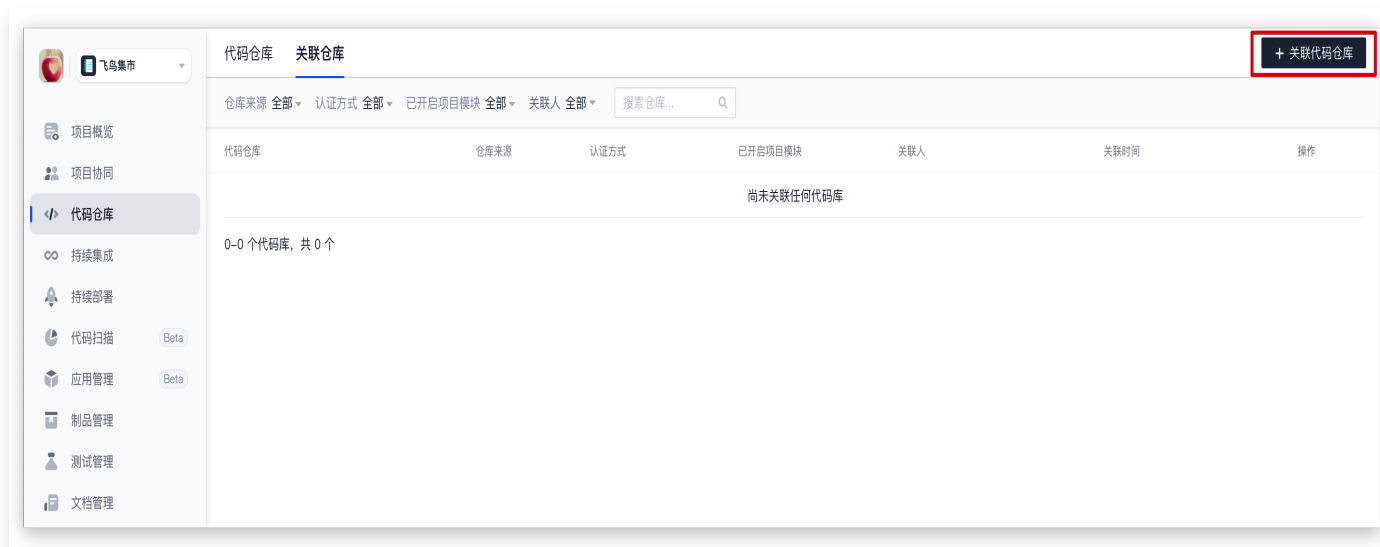 飞鸟集市
代码仓库 关联仓库
+ 关联代码仓库
仓库来源 全部 认证方式 全部 已开启项目模块 全部 关联人 全部 搜索仓库...
代码仓库 仓库来源 认证方式 已开启项目模块 关联人 关联时间 操作
尚未关联任何代码库
0–0 个代码库，共 0 个
项目概览
项目协同
代码仓库
持续集成
持续部署
代码扫描 Beta
应用管理 Beta
制品管理
测试管理
文档管理